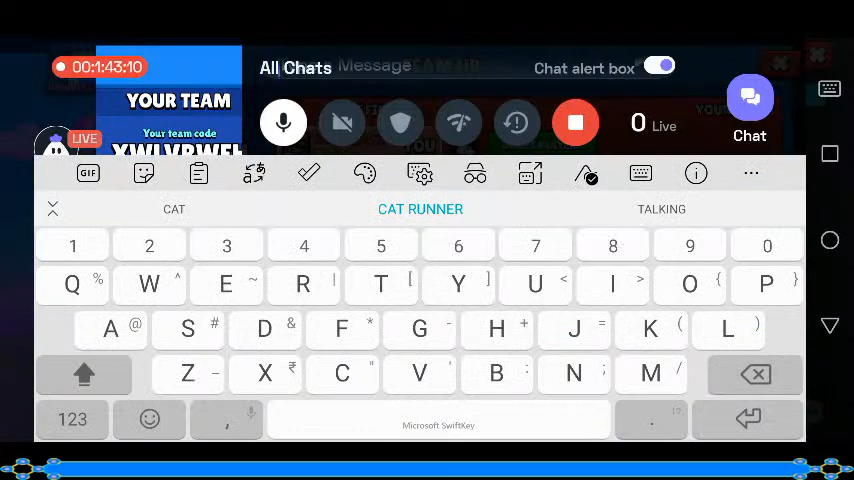 00:1:43:10
All Chats
Message
Chat alert box
YOUR TEAM
Your team code
LIVE
0 Live
Chat
GIF
CAT
CAT RUNNER
TALKING
1 2 3 4 5 6 7 8 9 0
Q % W ^ E ~ R | T [ Y ] U < I > O { P }
A @ S # D & F * G - H + J = K ( L )
Z _ X ₹ C " V ' B : N ; M /
123 , . !?
Microsoft SwiftKey